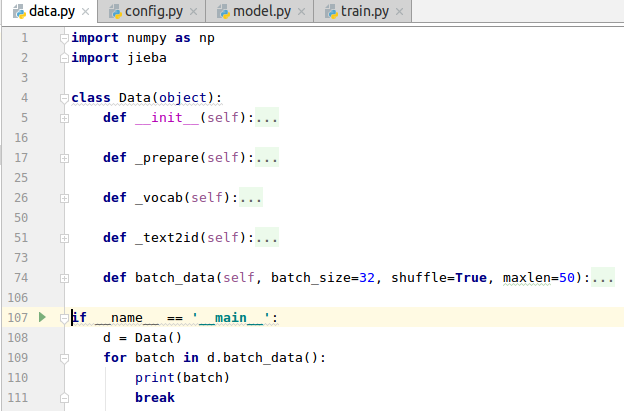 data.py config.py model.py train.py
1 import numpy as np
2 import jieba
3
4 class Data(object):
5 def __init__(self):...
16
17 def _prepare(self):...
25
26 def _vocab(self):...
50
51 def _text2id(self):...
73
74 def batch_data(self, batch_size=32, shuffle=True, maxlen=50):...
106
107 if __name__ == '__main__':
108 d = Data()
109 for batch in d.batch_data():
110 print(batch)
111 break